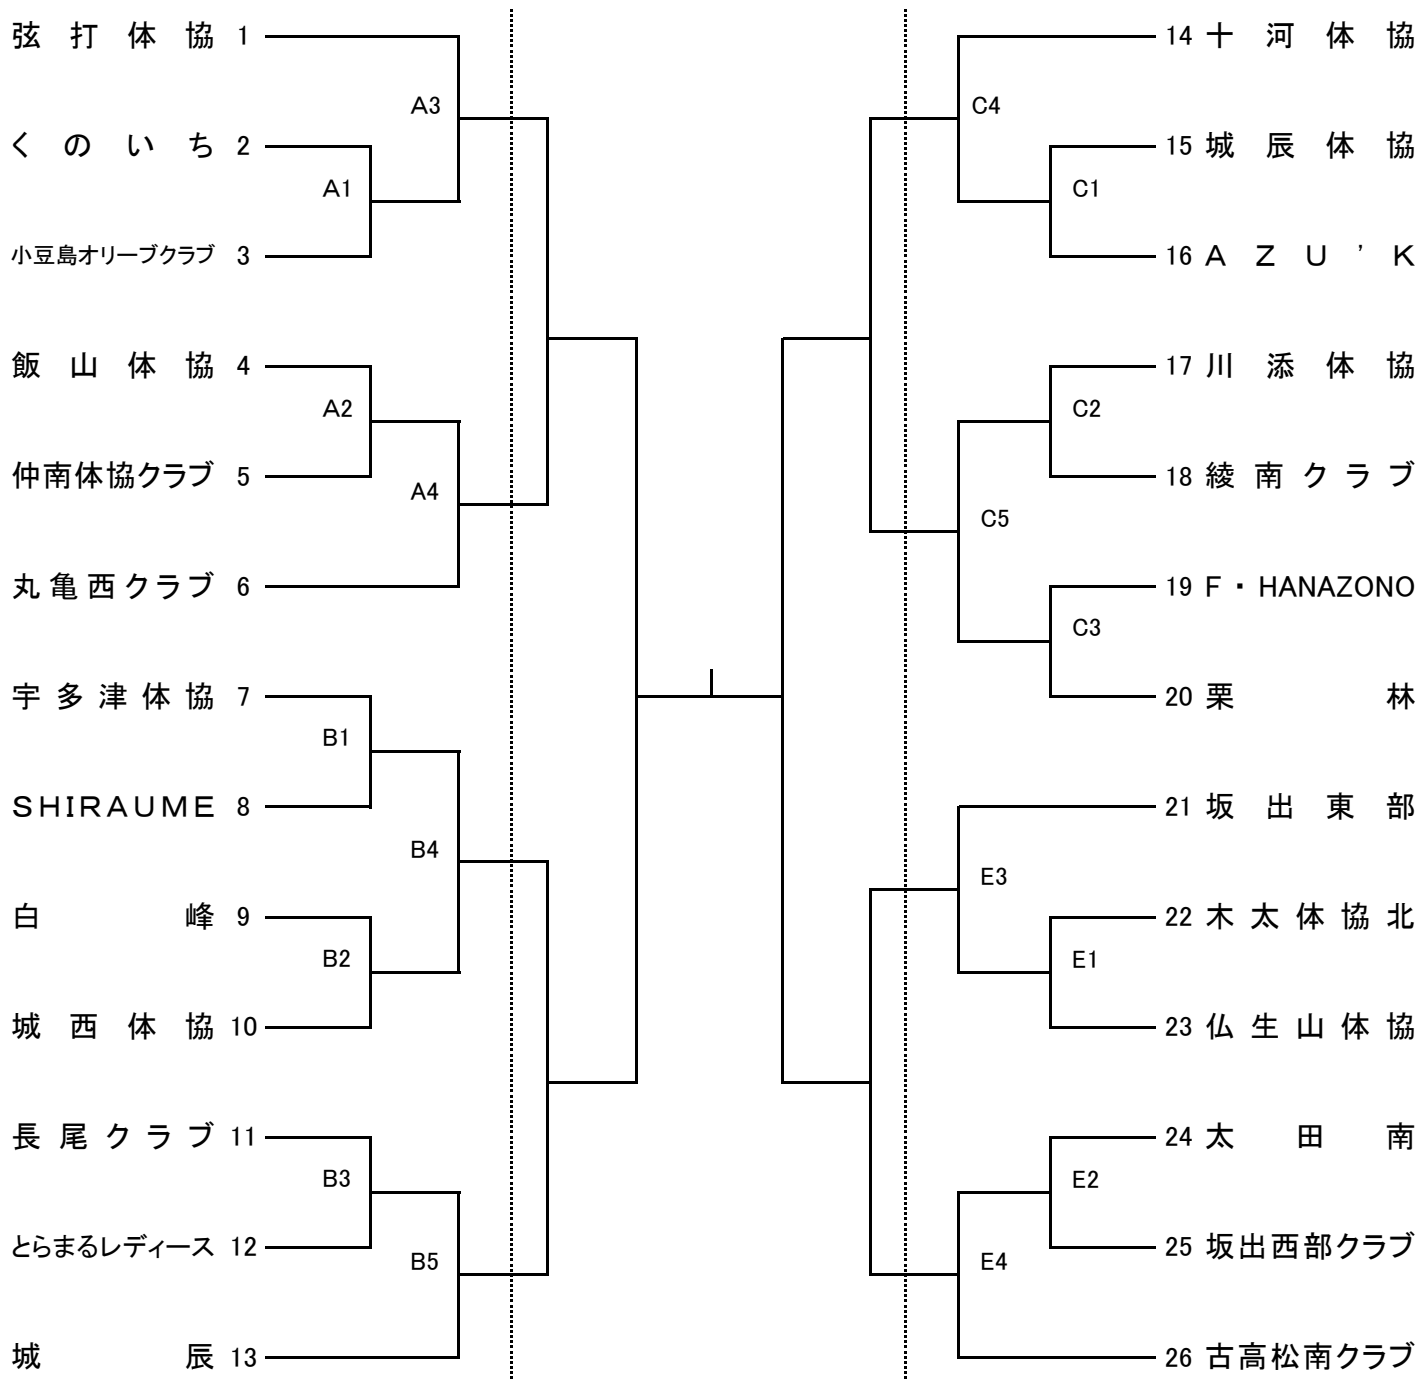 弦打体協 1
A3
くのいち 2
A1
小豆島オリーブクラブ 3
飯山体協 4
A2
仲南体協クラブ 5
A4
丸亀西クラブ 6
宇多津体協 7
B1
SHIRAUME 8
B4
白峰 9
B2
城西体協 10
長尾クラブ 11
B3
とらまるレディース 12
B5
城辰 13
14 十河体協
C4
15 城辰体協
C1
16 AZU'K
17 川添体協
C2
18 綾南クラブ
C5
19 F・HANAZONO
C3
20 栗林
21 坂出東部
E3
22 木太体協北
E1
23 仏生山体協
24 太田南
E2
25 坂出西部クラブ
E4
26 古高松南クラブ